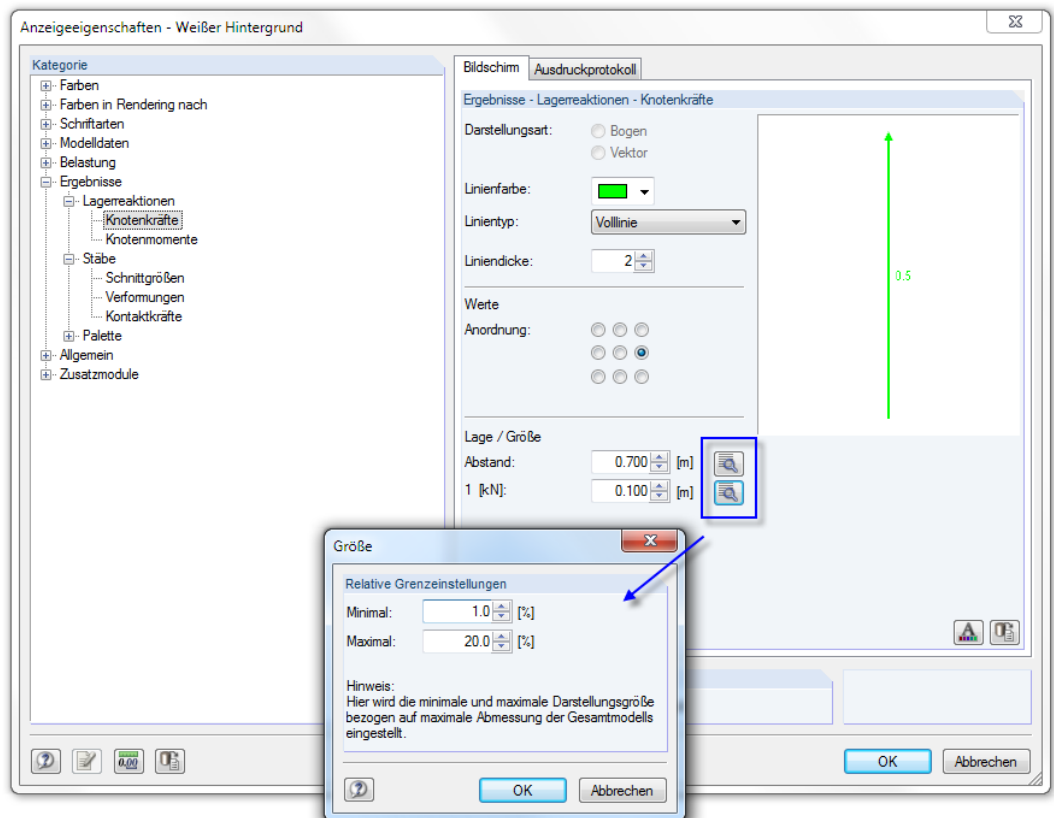 Anzeigeeigenschaften - Weißer Hintergrund
Kategorie
Farben
Farben in Rendering nach
Schriftarten
Modelldaten
Belastung
Ergebnisse
Lagerreaktionen
Knotenkräfte
Knotenmomente
Stäbe
Schnittgrößen
Verformungen
Kontaktkräfte
Palette
Allgemein
Zusatzmodule
Bildschirm
Ausdruckprotokoll
Ergebnisse - Lagerreaktionen - Knotenkräfte
Darstellungsart:
Bogen
Vektor
Linienfarbe:
Linientyp: Volllinie
Liniendicke: 2
Werte
Anordnung:
0.5
Lage / Größe
Abstand: 0.700 [m]
1 [kN]: 0.100 [m]
Größe
Relative Grenzeinstellungen
Minimal: 1.0 [%]
Maximal: 20.0 [%]
Hinweis:
Hier wird die minimale und maximale Darstellungsgröße
bezogen auf maximale Abmessung der Gesamtmodells
eingestellt.
OK
Abbrechen
0.00
OK
Abbrechen